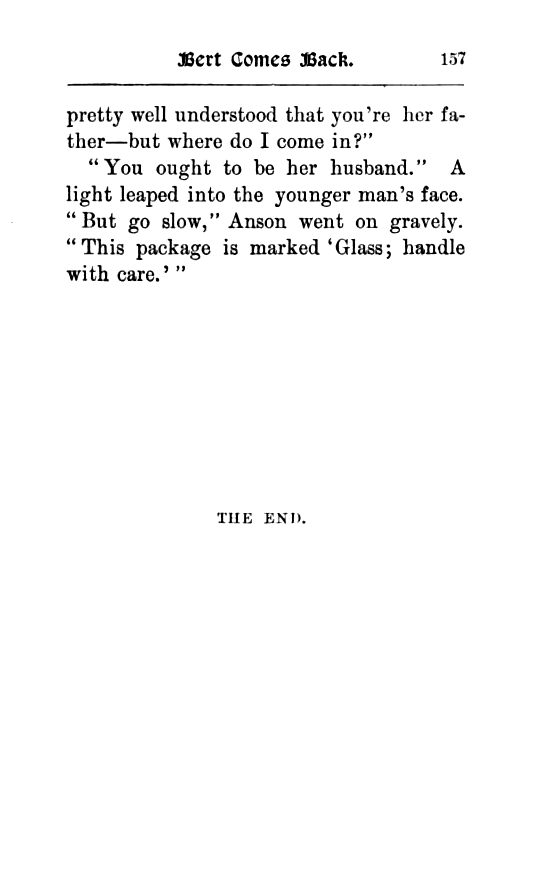 Bert Comes Back. 157
pretty well understood that you're her fa-
ther—but where do I come in?"
"You ought to be her husband." A
light leaped into the younger man's face.
"But go slow," Anson went on gravely.
"This package is marked 'Glass; handle
with care.'"
THE END.